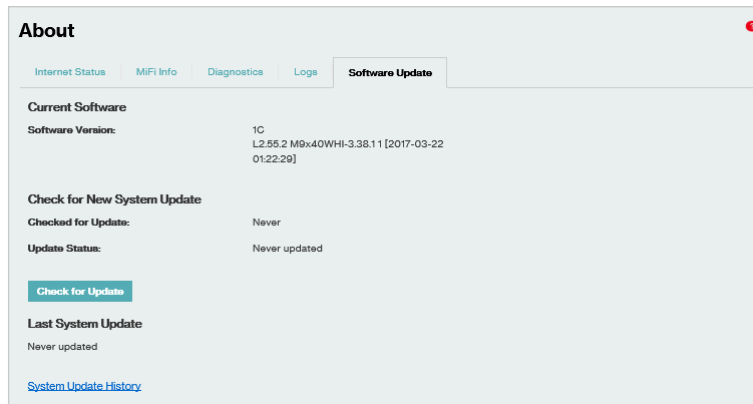 About
Internet Status
MiFi Info
Diagnostics
Logs
Software Update
Current Software
Software Version:
1C
L2.55.2 M9x40WHI-3.38.11 [2017-03-22
01:22:29]
Check for New System Update
Checked for Update:
Never
Update Status:
Never updated
Check for Update
Last System Update
Never updated
System Update History